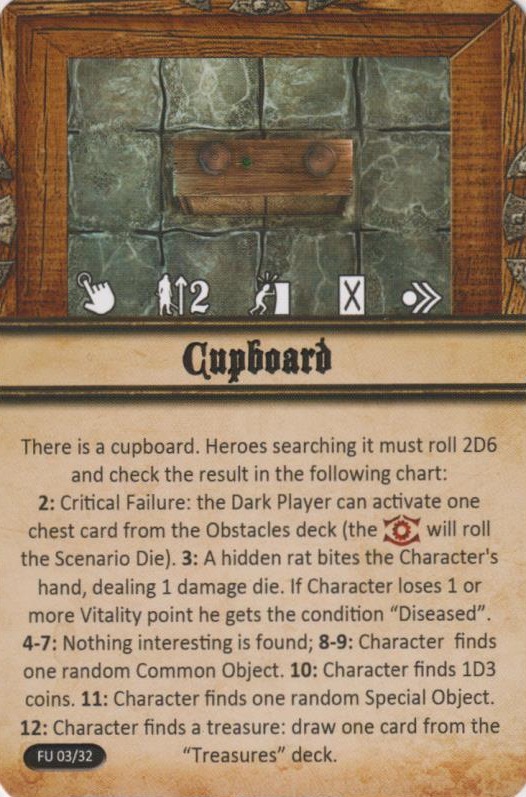 2
X
Cupboard
There is a cupboard. Heroes searching it must roll 2D6
and check the result in the following chart:
2: Critical Failure: the Dark Player can activate one
chest card from the Obstacles deck (the will roll
the Scenario Die). 3: A hidden rat bites the Character's
hand, dealing 1 damage die. If Character loses 1 or
more Vitality point he gets the condition “Diseased”.
4-7: Nothing interesting is found; 8-9: Character finds
one random Common Object. 10: Character finds 1D3
coins. 11: Character finds one random Special Object.
12: Character finds a treasure: draw one card from the
“Treasures” deck.
FU 03/32